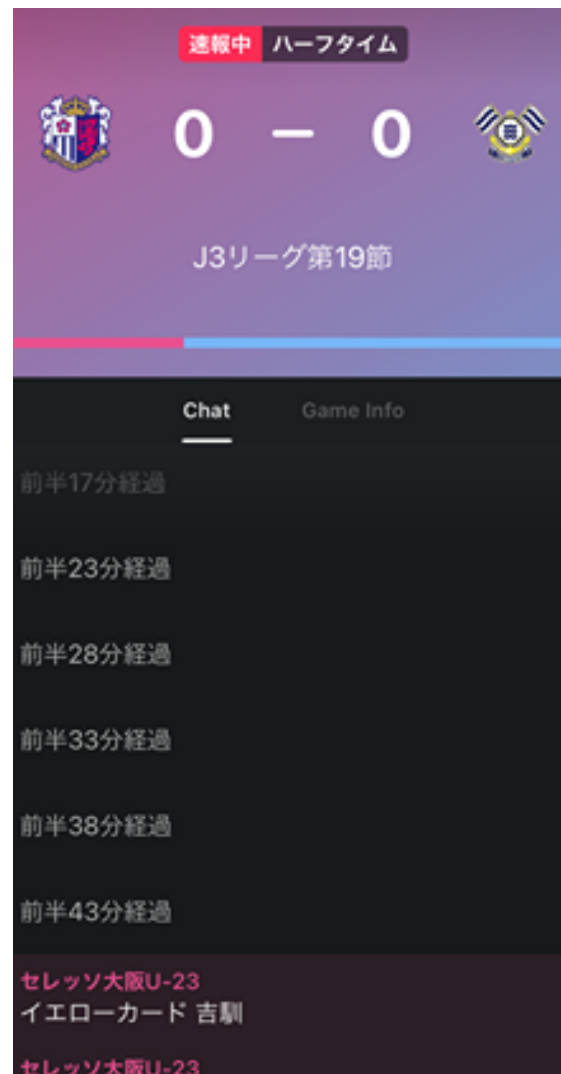 速報中 ハーフタイム
0 - 0
J3リーグ第19節
Chat Game Info
前半17分経過
前半23分経過
前半28分経過
前半33分経過
前半38分経過
前半43分経過
セレッソ大阪U-23
イエローカード 吉馴
セレッソ大阪U-23